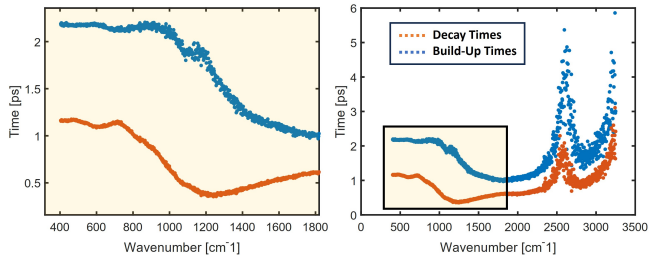 2
1.5
1
0.5
Time [ps]
400 600 800 1000 1200 1400 1600 1800
Wavenumber [cm-1]
6
5
4
3
2
1
0
Time [ps]
Decay Times
Build-Up Times
0 500 1000 1500 2000 2500 3000 3500
Wavenumber [cm-1]